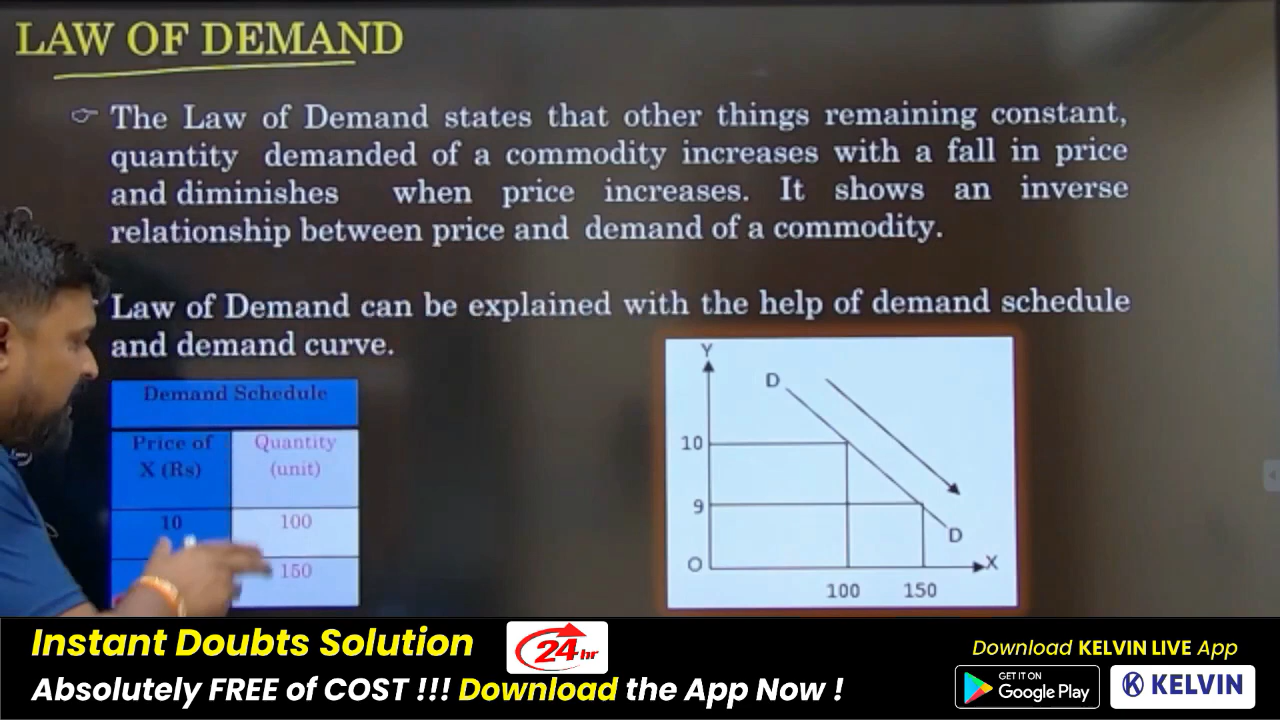 LAW OF DEMAND
☞ The Law of Demand states that other things remaining constant,
quantity demanded of a commodity increases with a fall in price
and diminishes when price increases. It shows an inverse
relationship between price and demand of a commodity.
Law of Demand can be explained with the help of demand schedule
and demand curve.
Demand Schedule
Price of
X (Rs)
Quantity
(unit)
10 100
150
Y
D
10
9
D
O
X
100 150
Instant Doubts Solution
24hr
Absolutely FREE of COST !!! Download the App Now !
Download KELVIN LIVE App
GET IT ON
Google Play
KELVIN